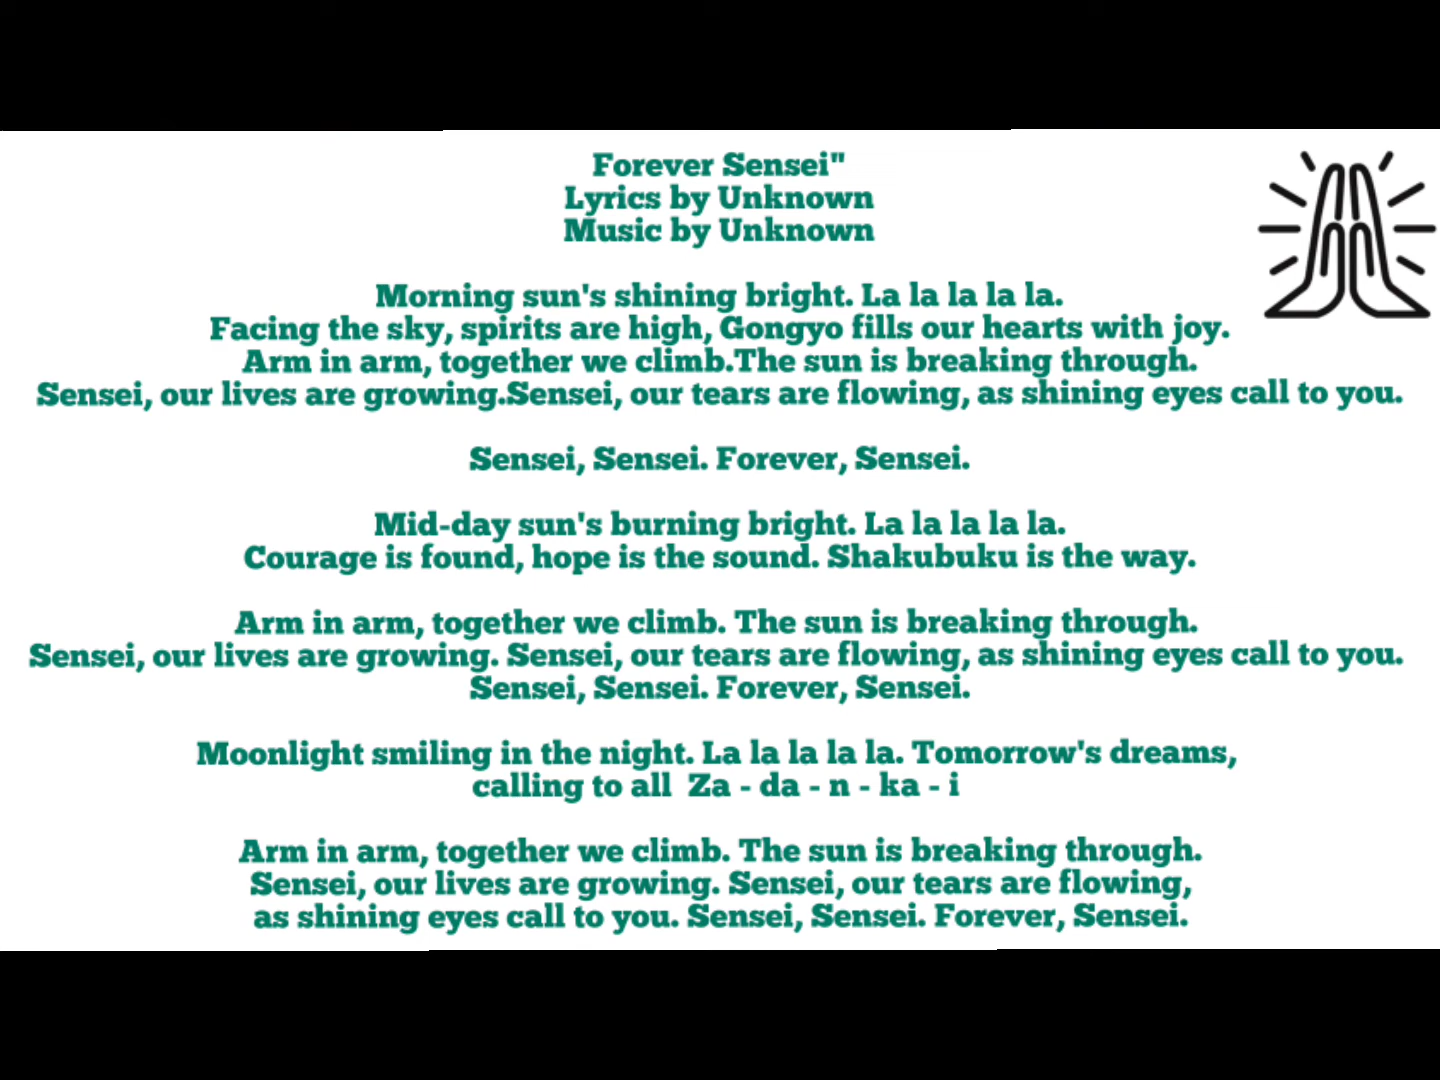 Forever Sensei"
Lyrics by Unknown
Music by Unknown
Morning sun's shining bright. La la la la la.
Facing the sky, spirits are high, Gongyo fills our hearts with joy.
Arm in arm, together we climb.The sun is breaking through.
Sensei, our lives are growing.Sensei, our tears are flowing, as shining eyes call to you.
Sensei, Sensei. Forever, Sensei.
Mid-day sun's burning bright. La la la la la.
Courage is found, hope is the sound. Shakubuku is the way.
Arm in arm, together we climb. The sun is breaking through.
Sensei, our lives are growing. Sensei, our tears are flowing, as shining eyes call to you.
Sensei, Sensei. Forever, Sensei.
Moonlight smiling in the night. La la la la la. Tomorrow's dreams,
calling to all  Za - da - n - ka - i
Arm in arm, together we climb. The sun is breaking through.
Sensei, our lives are growing. Sensei, our tears are flowing,
as shining eyes call to you. Sensei, Sensei. Forever, Sensei.